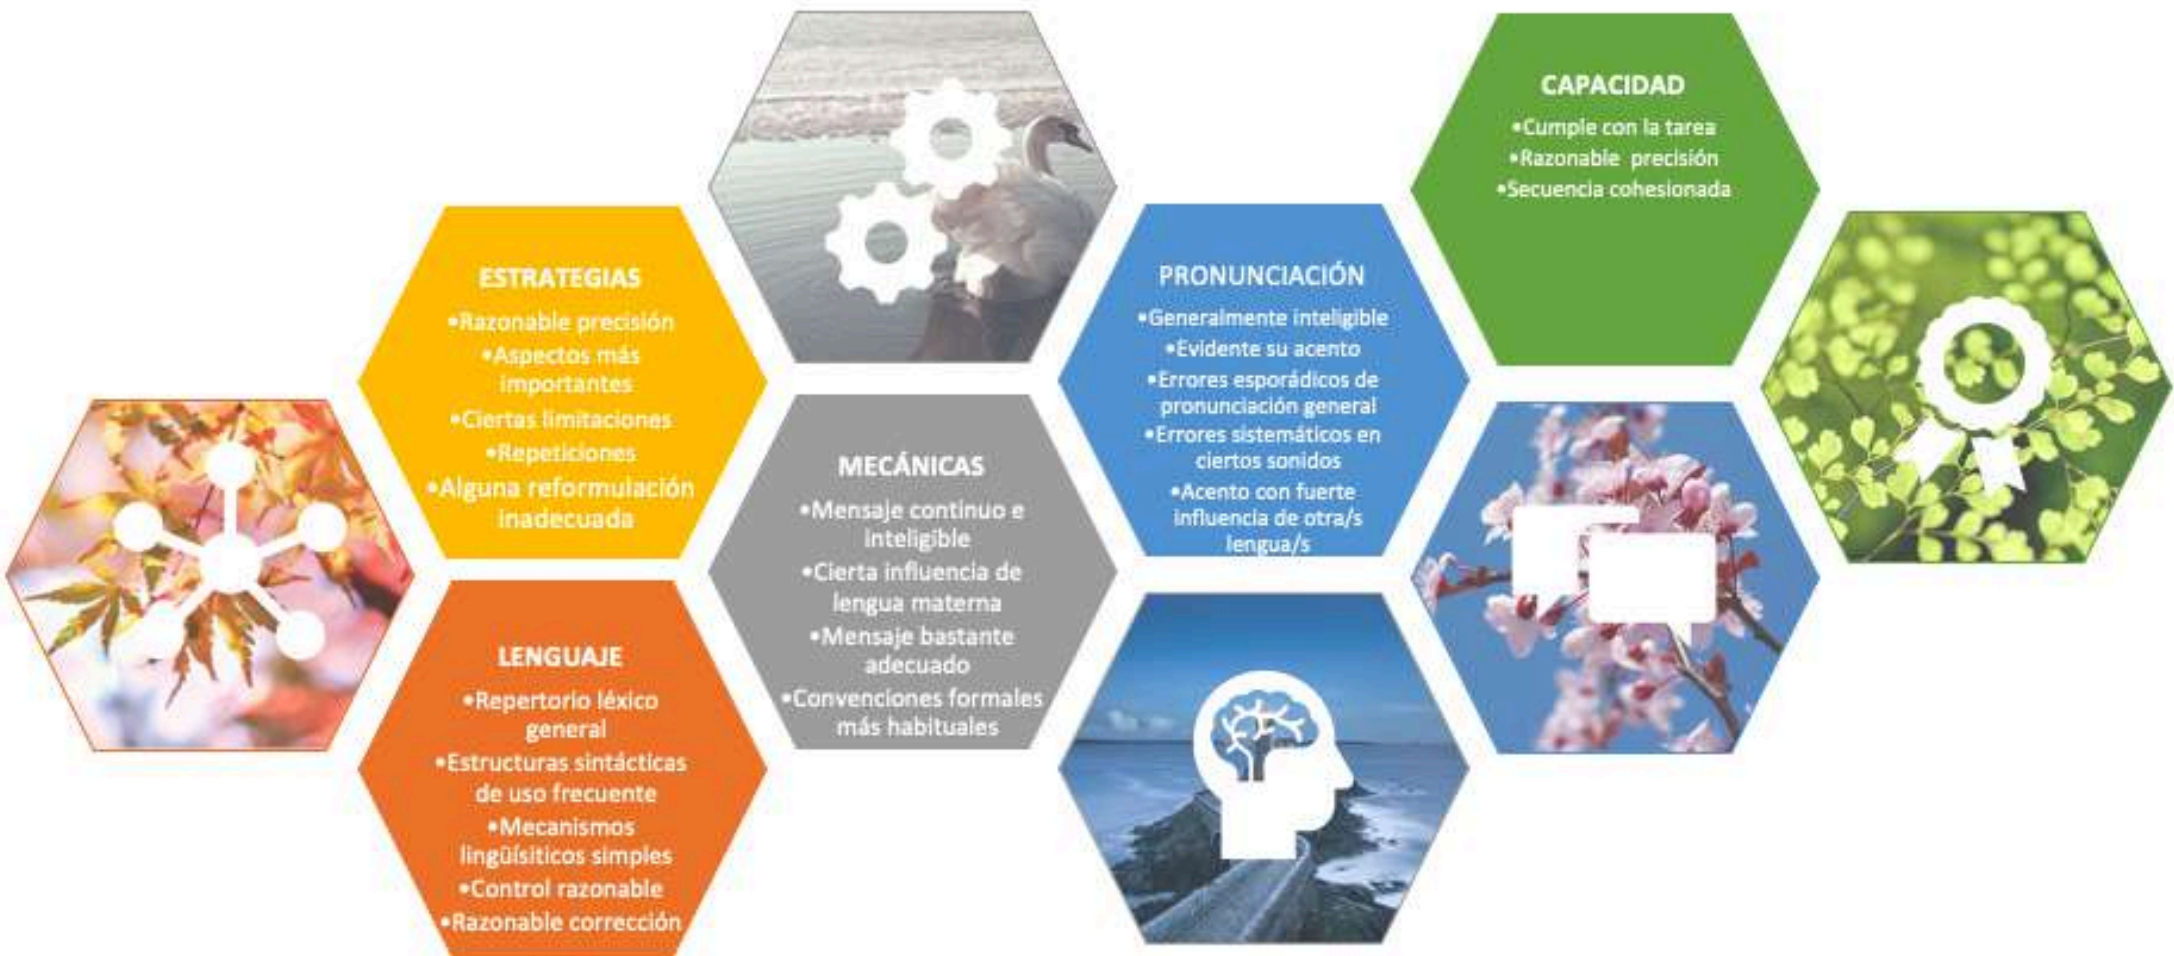 ESTRATEGIAS
•Razonable precisión
•Aspectos más
importantes
•Ciertas limitaciones
•Repeticiones
•Alguna reformulación
inadecuada
LENGUAJE
•Repertorio léxico
general
•Estructuras sintácticas
de uso frecuente
•Mecanismos
lingüísiticos simples
•Control razonable
•Razonable corrección
MECÁNICAS
•Mensaje continuo e
inteligible
•Cierta influencia de
lengua materna
•Mensaje bastante
adecuado
•Convenciones formales
más habituales
PRONUNCIACIÓN
•Generalmente inteligible
•Evidente su acento
•Errores esporádicos de
pronunciación general
•Errores sistemáticos en
ciertos sonidos
•Acento con fuerte
influencia de otra/s
lengua/s
CAPACIDAD
•Cumple con la tarea
•Razonable precisión
•Secuencia cohesionada